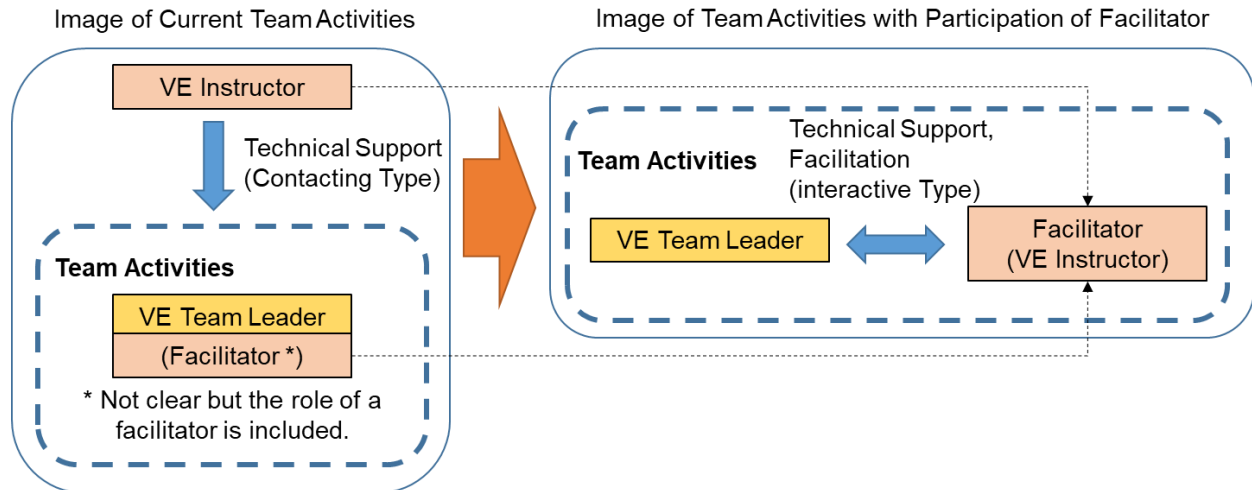 Image of Current Team Activities
VE Instructor
Technical Support
(Contacting Type)
Team Activities
VE Team Leader
(Facilitator *)
* Not clear but the role of a
facilitator is included.
Image of Team Activities with Participation of Facilitator
Technical Support,
Facilitation
(interactive Type)
Team Activities
VE Team Leader
Facilitator
(VE Instructor)